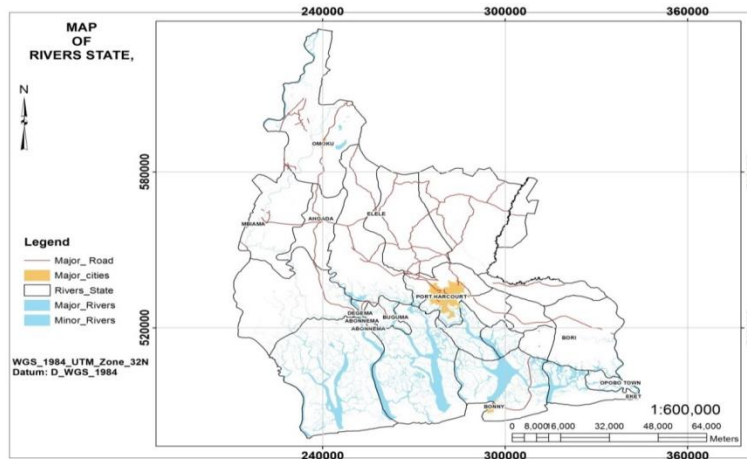 MAP
OF
RIVERS STATE,
240000 300000 360000
N
580000 580000
520000 520000
OMOKU
AHOADA
ELELE
MBIAMA
PORT HARCOURT
DEGEMA
ABONNEMA
BUGUMA
ABONNEMA
BORI
OPOBO TOWN
EKET
BONNY
Legend
Major_ Road
Major_cities
Rivers_State
Major_Rivers
Minor_Rivers
WGS_1984_UTM_Zone_32N
Datum: D_WGS_1984
1:600,000
0 8,000 16,000 32,000 48,000 64,000
Meters
240000 300000 360000